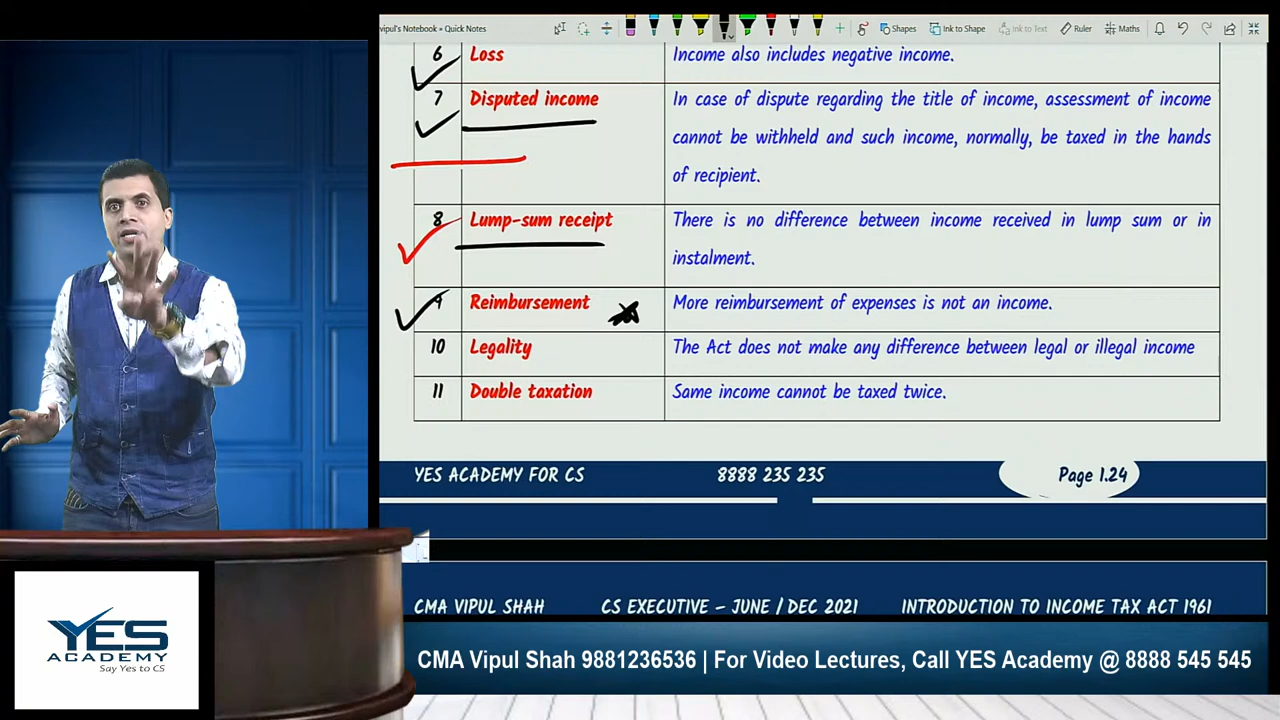 vipul's Notebook » Quick Notes
Shapes
Ink to Shape
Ink to Text
Ruler
Maths
6 Loss Income also includes negative income.
7 Disputed income In case of dispute regarding the title of income, assessment of income
cannot be withheld and such income, normally, be taxed in the hands
of recipient.
8 Lump-sum receipt There is no difference between income received in lump sum or in
instalment.
9 Reimbursement More reimbursement of expenses is not an income.
10 Legality The Act does not make any difference between legal or illegal income
11 Double taxation Same income cannot be taxed twice.
YES ACADEMY FOR CS 8888 235 235 Page 1.24
CMA VIPUL SHAH CS EXECUTIVE – JUNE / DEC 2021 INTRODUCTION TO INCOME TAX ACT 1961
YES
ACADEMY
Say Yes to CS
CMA Vipul Shah 9881236536 | For Video Lectures, Call YES Academy @ 8888 545 545